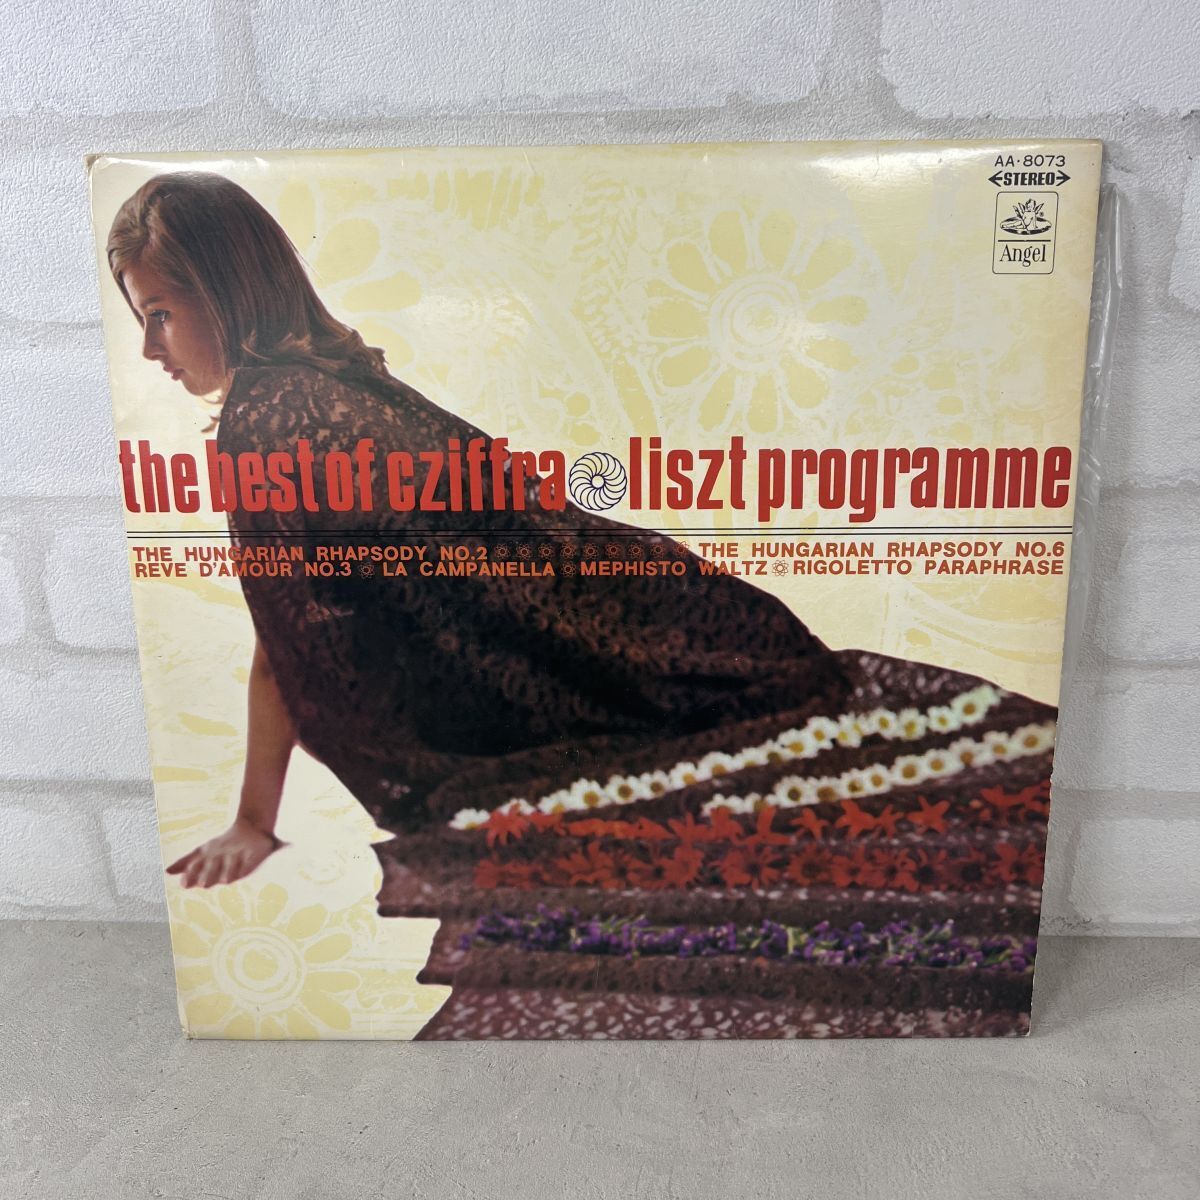 AA·8073
STEREO
Angel
the best of cziffra liszt programme
THE HUNGARIAN RHAPSODY NO.2 THE HUNGARIAN RHAPSODY NO.6
REVE D'AMOUR NO.3 LA CAMPANELLA MEPHISTO WALTZ RIGOLETTO PARAPHRASE